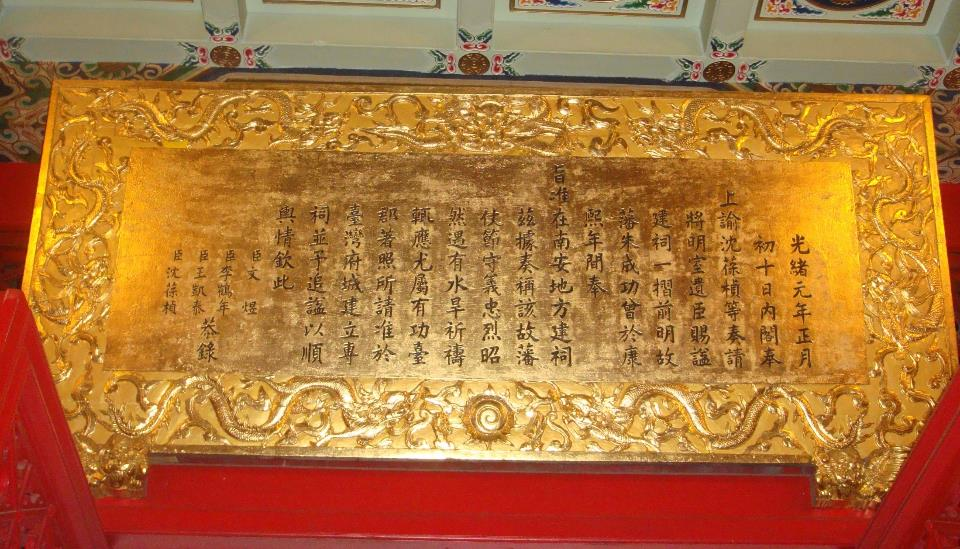 光緒元年正月
初十日內閣奉
上諭沈葆楨等奏請
將明室遺臣賜諡
建祠一摺前明故
藩朱成功曾於康
熙年間奉
旨准在南安地方建祠
茲據奏稱該故藩
仗節守義忠烈昭
然遇有水旱祈禱
輒應尤屬有功臺
郡著照所請准於
臺灣府城建立專
祠並予追諡以順
輿情欽此
臣文煜
臣李鶴年
臣王凱泰
臣沈葆楨
恭錄